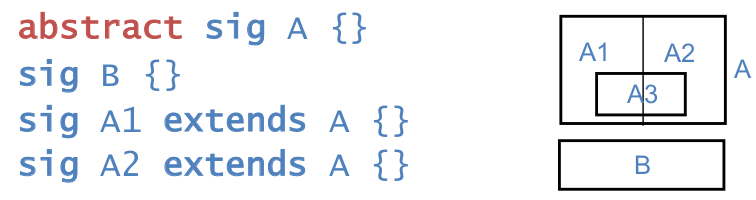 abstract sig A {}
sig B {}
sig A1 extends A {}
sig A2 extends A {}
A1 A2
A
A3
B